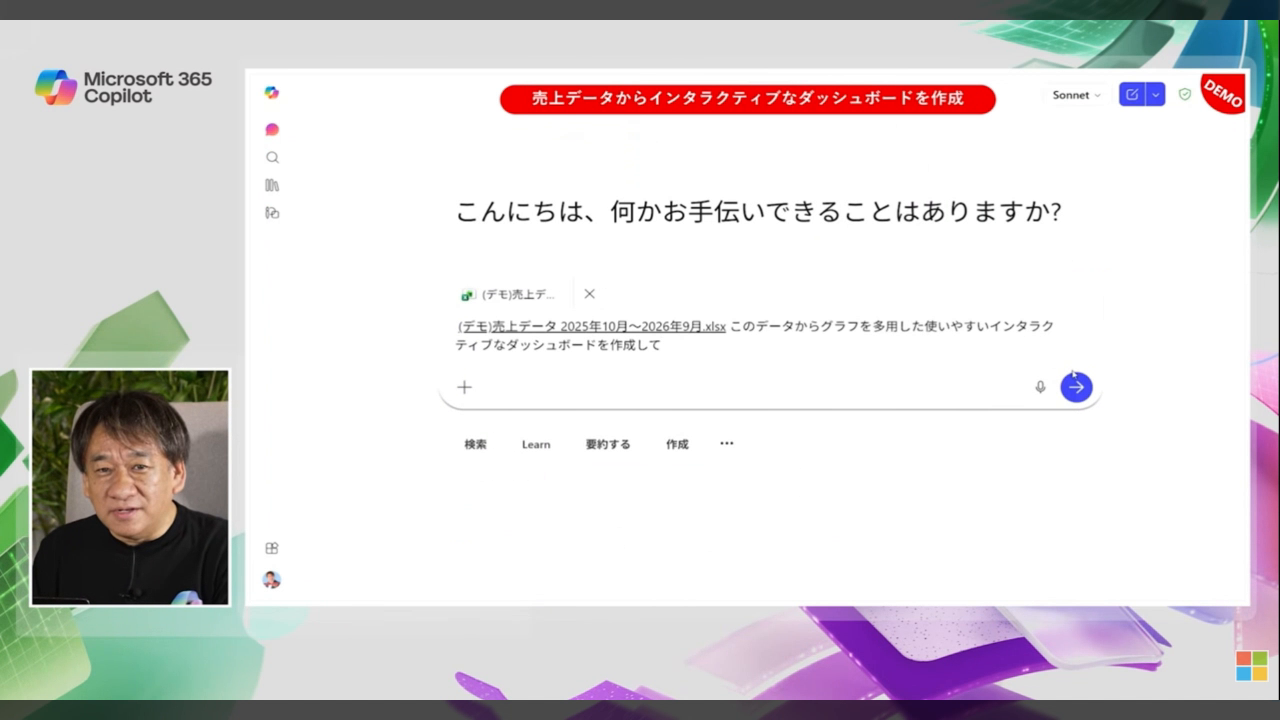 Microsoft 365
Copilot
売上データからインタラクティブなダッシュボードを作成
Sonnet
DEMO
こんにちは、何かお手伝いできることはありますか?
(デモ)売上デ...
(デモ)売上データ 2025年10月～2026年9月.xlsx このデータからグラフを多用した使いやすいインタラク
ティブなダッシュボードを作成して
検索
Learn
要約する
作成